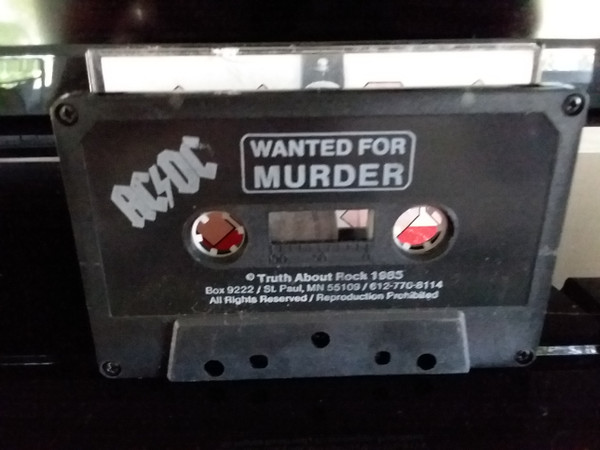 AC/DC
WANTED FOR
MURDER
© Truth About Rock 1985
Box 9222 / St. Paul, MN 55109 / 612-770-8114
All Rights Reserved / Reproduction Prohibited